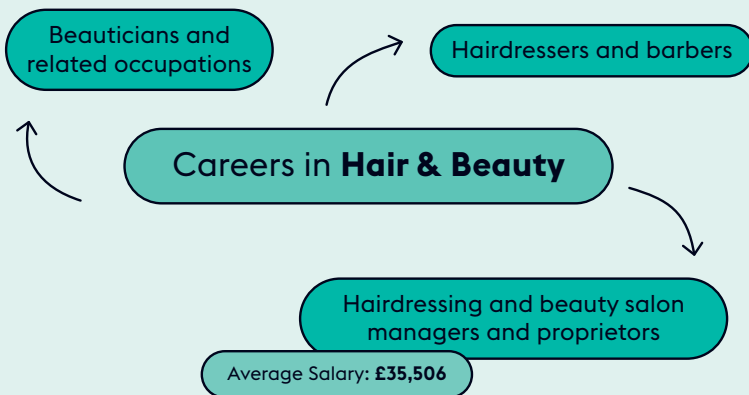 Beauticians and
related occupations
Hairdressers and barbers
Careers in Hair & Beauty
Hairdressing and beauty salon
managers and proprietors
Average Salary: £35,506